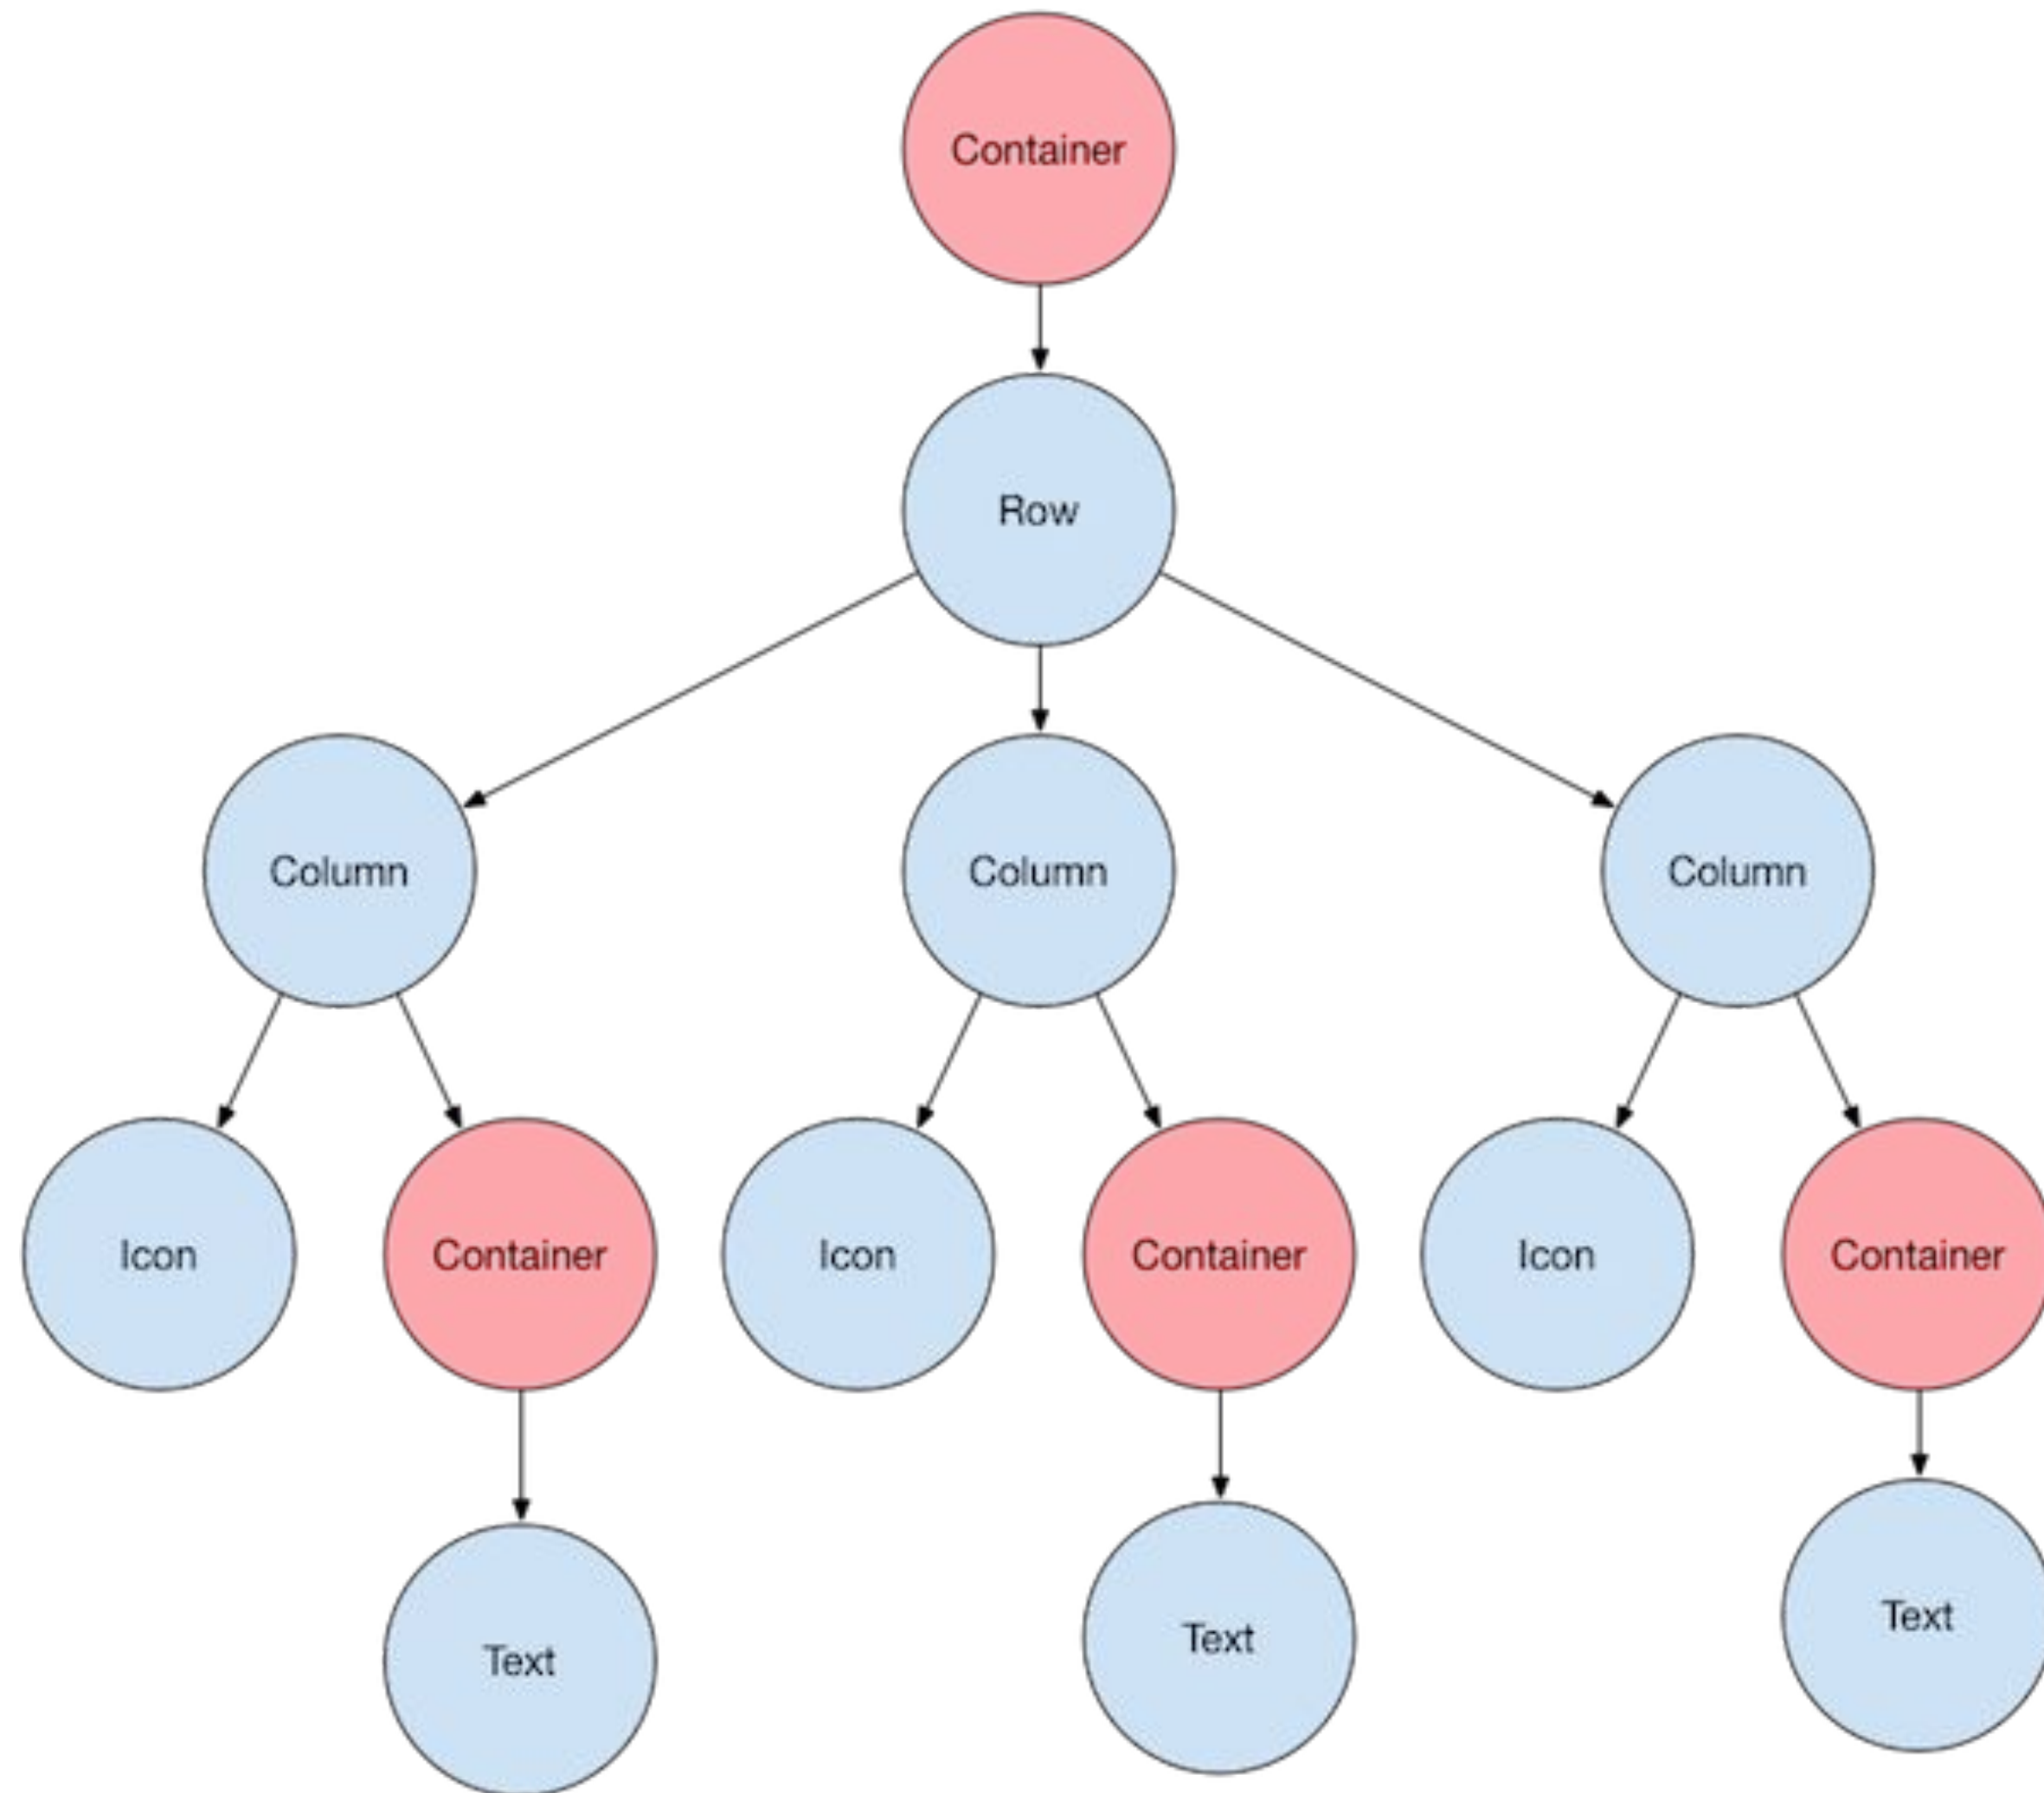 Container
Row
Column
Column
Column
Icon
Container
Icon
Container
Icon
Container
Text
Text
Text